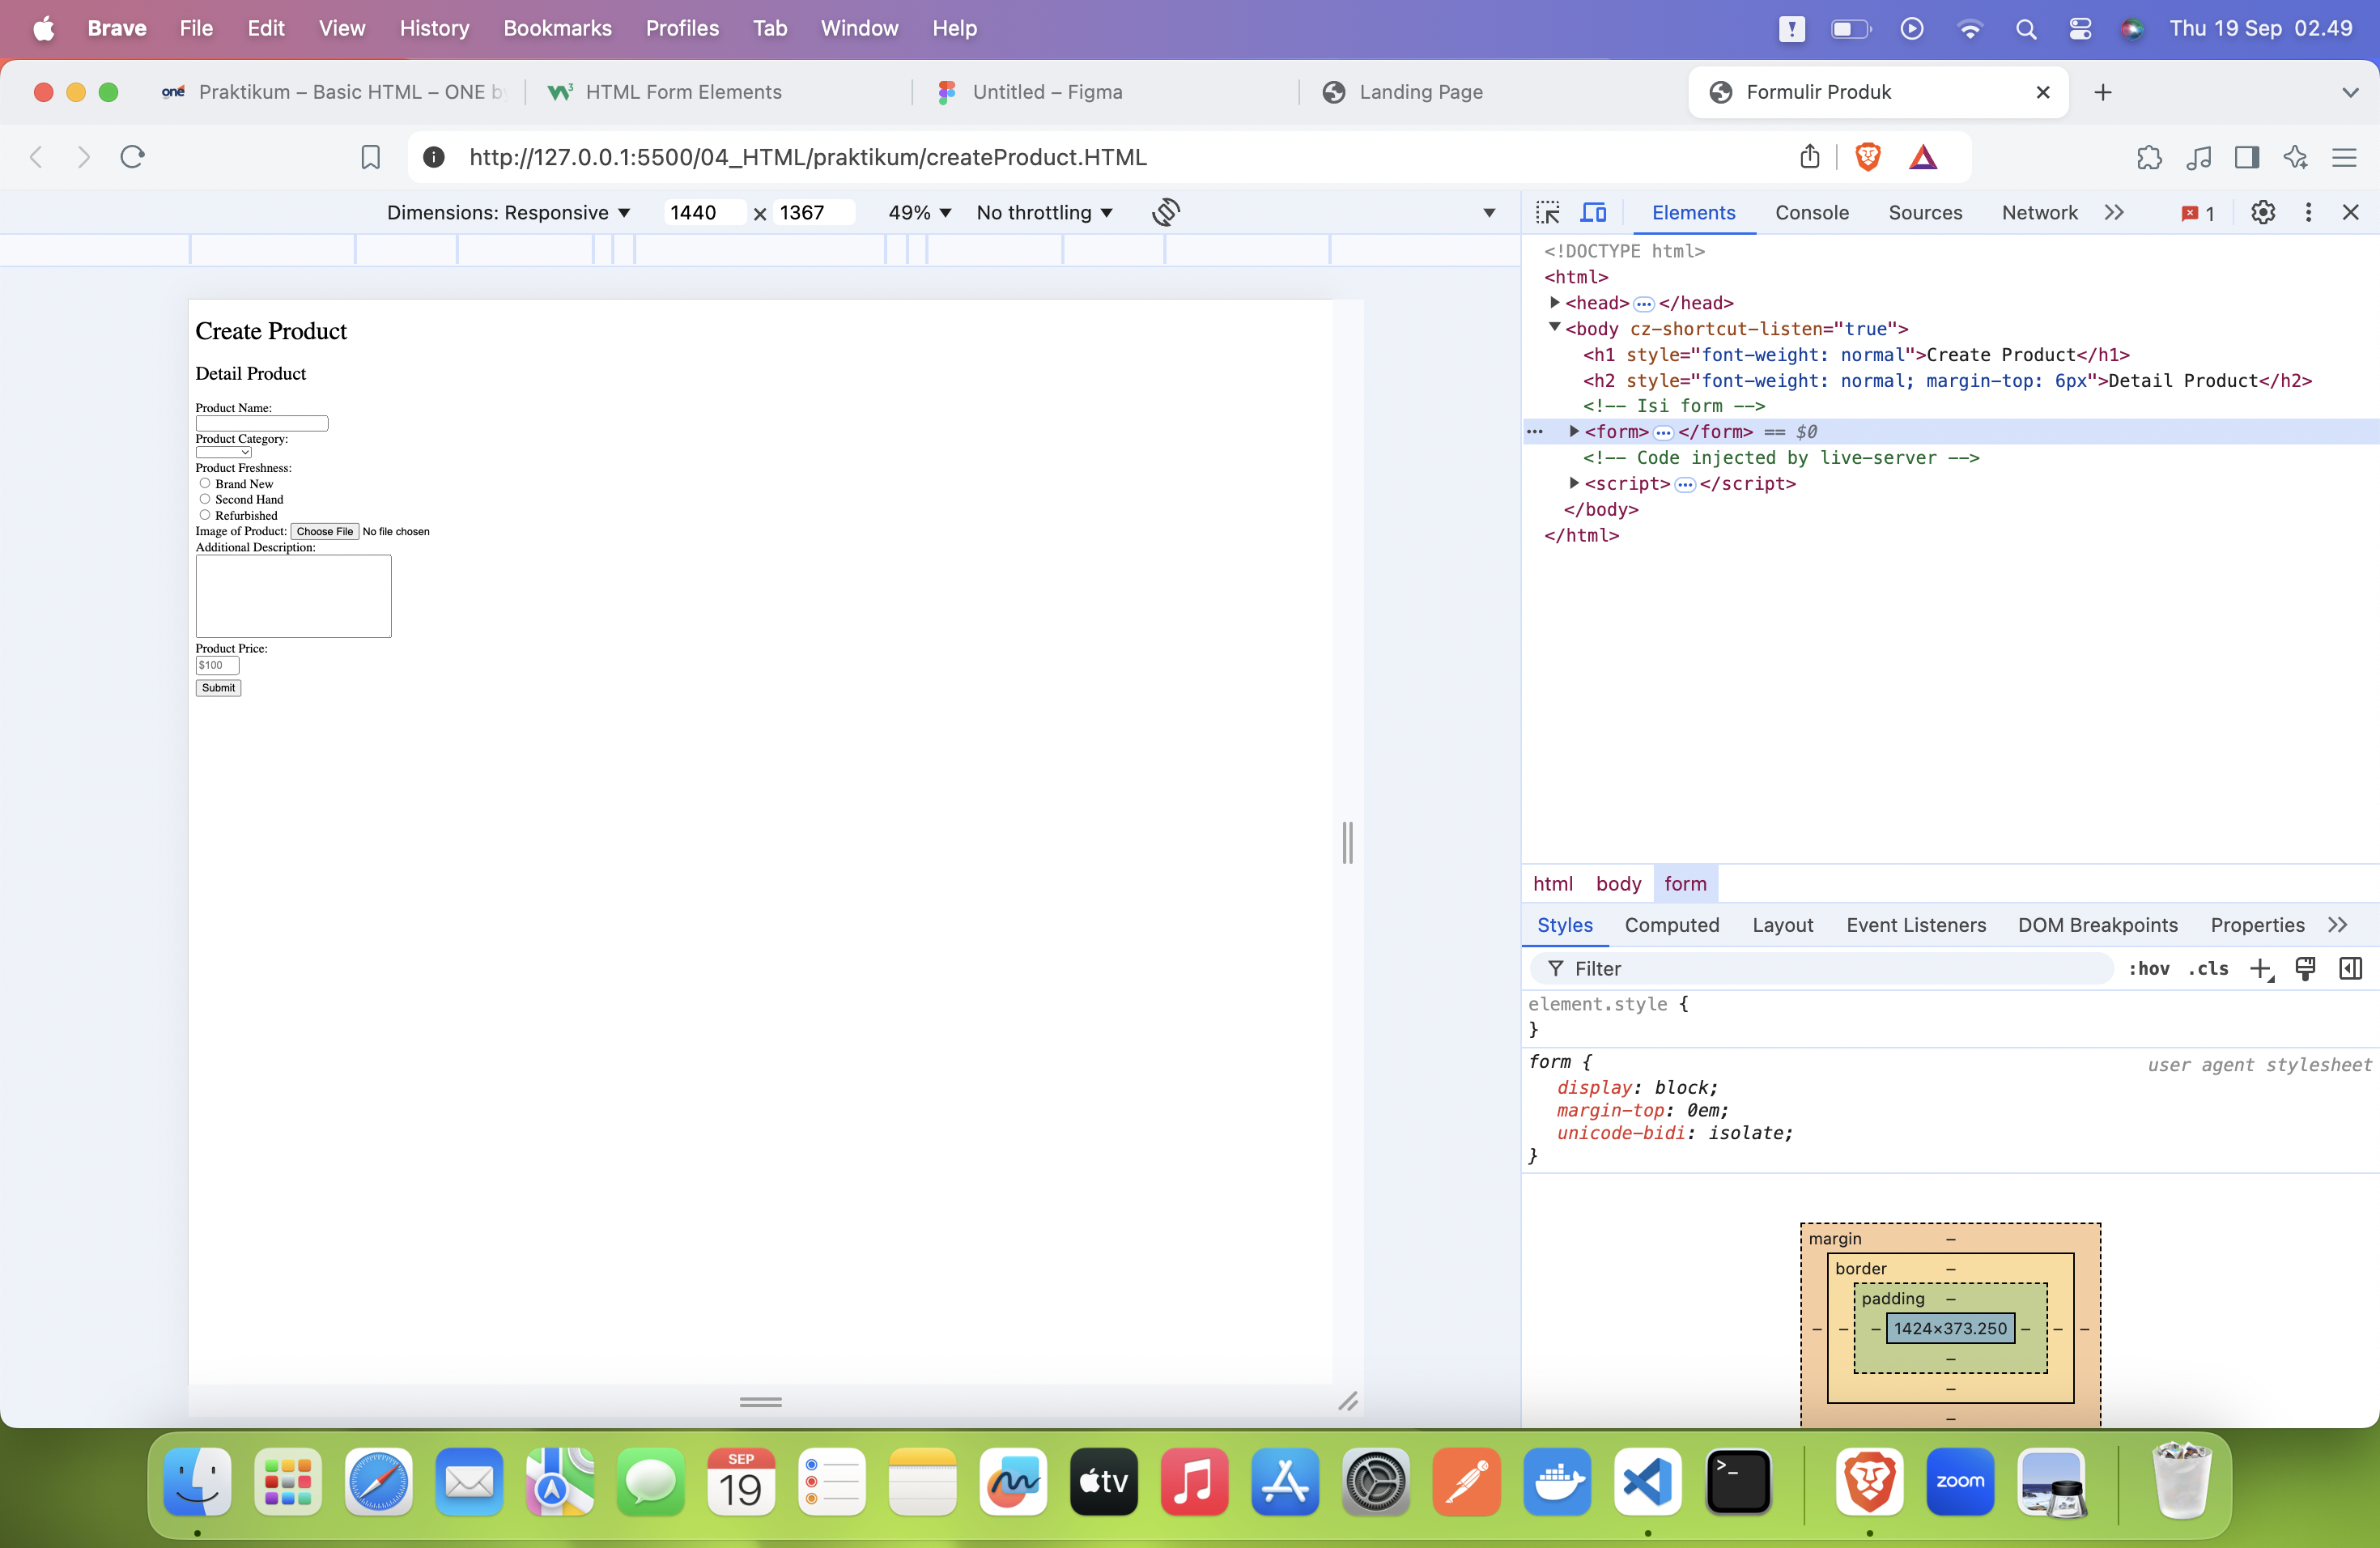 Brave File Edit View History Bookmarks Profiles Tab Window Help Thu 19 Sep 02.49
one Praktikum – Basic HTML – ONE by HTML Form Elements Untitled – Figma Landing Page Formulir Produk
http://127.0.0.1:5500/04_HTML/praktikum/createProduct.HTML
Dimensions: Responsive 1440 × 1367 49% No throttling
Elements Console Sources Network 1
Create Product
Detail Product
Product Name:
Product Category:
Product Freshness:
Brand New
Second Hand
Refurbished
Image of Product: Choose File No file chosen
Additional Description:
Product Price:
$100
Submit
<!DOCTYPE html>
<html>
<head> ••• </head>
<body cz-shortcut-listen="true">
<h1 style="font-weight: normal">Create Product</h1>
<h2 style="font-weight: normal; margin-top: 6px">Detail Product</h2>
<!-- Isi form -->
••• <form> ••• </form> == $0
<!-- Code injected by live-server -->
<script> ••• </script>
</body>
</html>
html body form
Styles Computed Layout Event Listeners DOM Breakpoints Properties
Filter :hov .cls
element.style {
}
form { user agent stylesheet
display: block;
margin-top: 0em;
unicode-bidi: isolate;
}
margin –
border –
padding –
– – – 1424×373.250 – – –
–
–
–
SEP
19
tv
>_
zoom